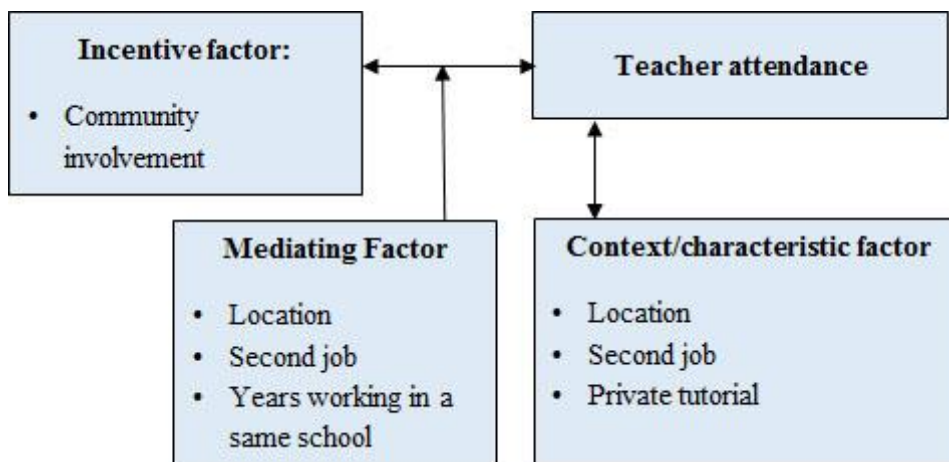 Incentive factor:
• Community
involvement
Teacher attendance
Mediating Factor
• Location
• Second job
• Years working in a
same school
Context/characteristic factor
• Location
• Second job
• Private tutorial